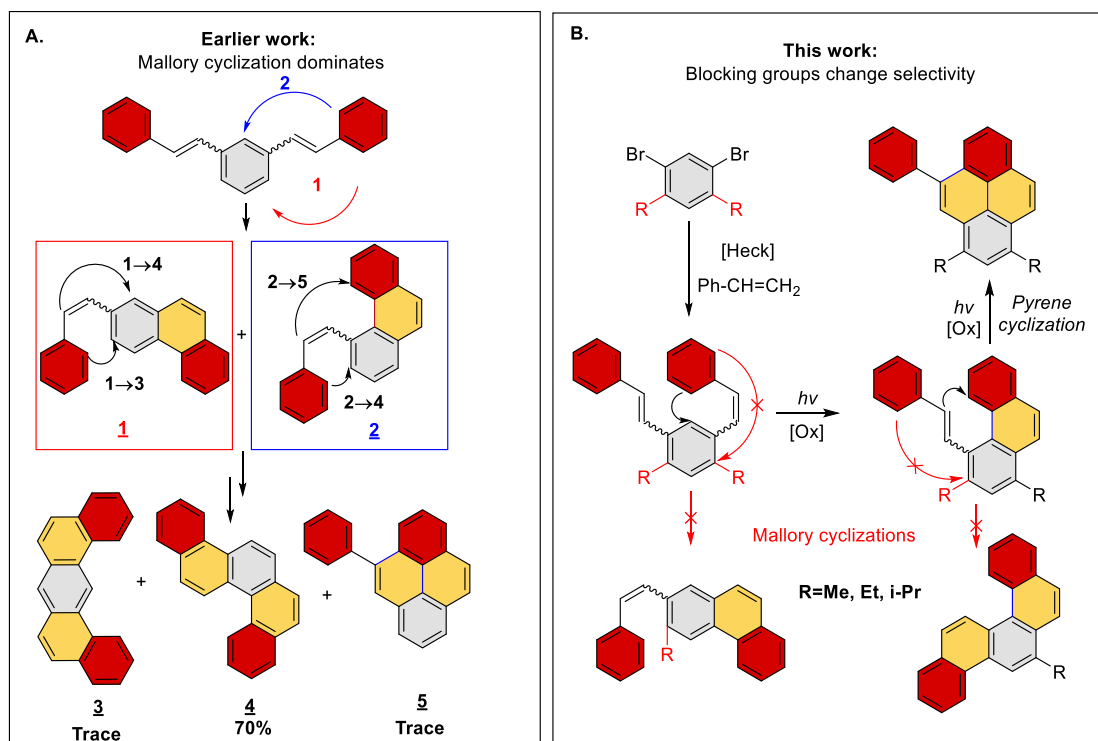 A.
Earlier work:
Mallory cyclization dominates
2
1
1→4
1→3
1
+
2→5
2→4
2
+
+
3
Trace
4
70%
5
Trace
B.
This work:
Blocking groups change selectivity
Br
Br
R
R
[Heck]
Ph-CH=CH2
R
R
hv
[Ox]
R
R
hv
[Ox]
Pyrene
cyclization
R
R
Mallory cyclizations
R=Me, Et, i-Pr
R
R